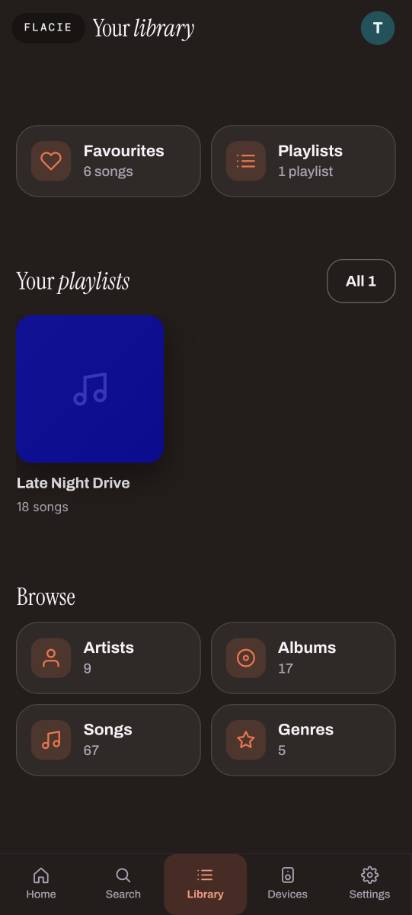 FLACIE Your library T
Favourites
6 songs
Playlists
1 playlist
Your playlists
All 1
Late Night Drive
18 songs
Browse
Artists
9
Albums
17
Songs
67
Genres
5
Home
Search
Library
Devices
Settings